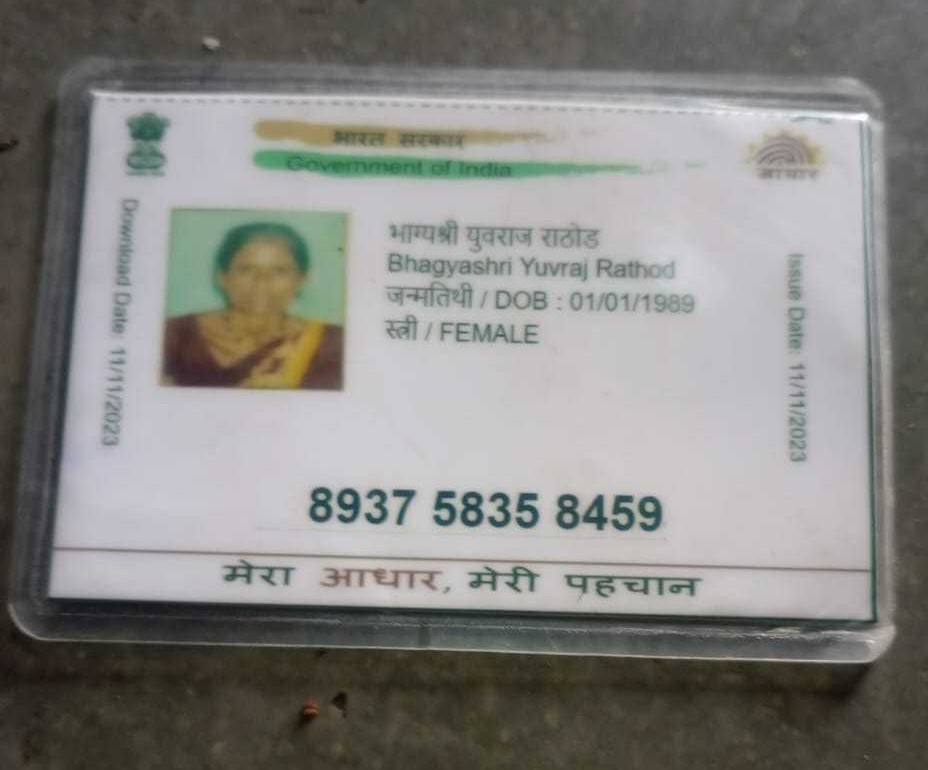 भारत सरकार
Government of India
आधार
Download Date: 11/11/2023
भाग्यश्री युवराज राठोड
Bhagyashri Yuvraj Rathod
जन्मतिथी / DOB : 01/01/1989
स्त्री / FEMALE
Issue Date: 11/11/2023
8937 5835 8459
मेरा आधार, मेरी पहचान